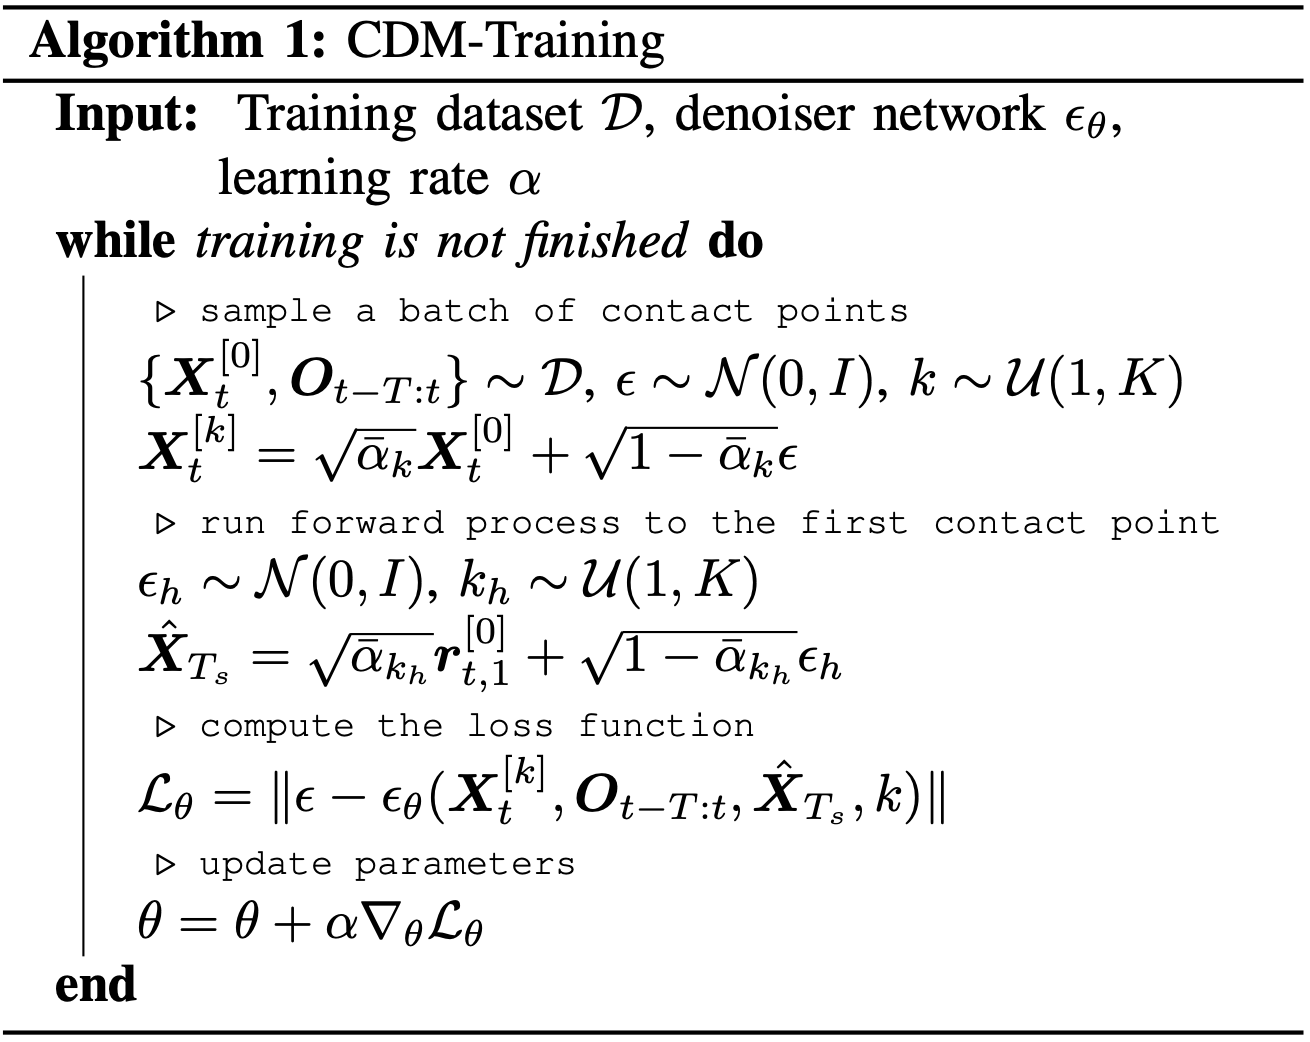 Algorithm 1: CDM-Training
Input: Training dataset $\mathcal{D}$, denoiser network $\epsilon_\theta$,
learning rate $\alpha$
while training is not finished do
▷ sample a batch of contact points
$\{\boldsymbol{X}_t^{[0]}, \boldsymbol{O}_{t-T:t}\} \sim \mathcal{D}$, $\epsilon \sim \mathcal{N}(0, I)$, $k \sim \mathcal{U}(1, K)$
$\boldsymbol{X}_t^{[k]} = \sqrt{\bar{\alpha}_k} \boldsymbol{X}_t^{[0]} + \sqrt{1 - \bar{\alpha}_k} \epsilon$
▷ run forward process to the first contact point
$\epsilon_h \sim \mathcal{N}(0, I)$, $k_h \sim \mathcal{U}(1, K)$
$\hat{\boldsymbol{X}}_{T_s} = \sqrt{\bar{\alpha}_{k_h}} \boldsymbol{r}_{t,1}^{[0]} + \sqrt{1 - \bar{\alpha}_{k_h}} \epsilon_h$
▷ compute the loss function
$\mathcal{L}_\theta = \|\epsilon - \epsilon_\theta(\boldsymbol{X}_t^{[k]}, \boldsymbol{O}_{t-T:t}, \hat{\boldsymbol{X}}_{T_s}, k)\|$
▷ update parameters
$\theta = \theta + \alpha \nabla_\theta \mathcal{L}_\theta$
end